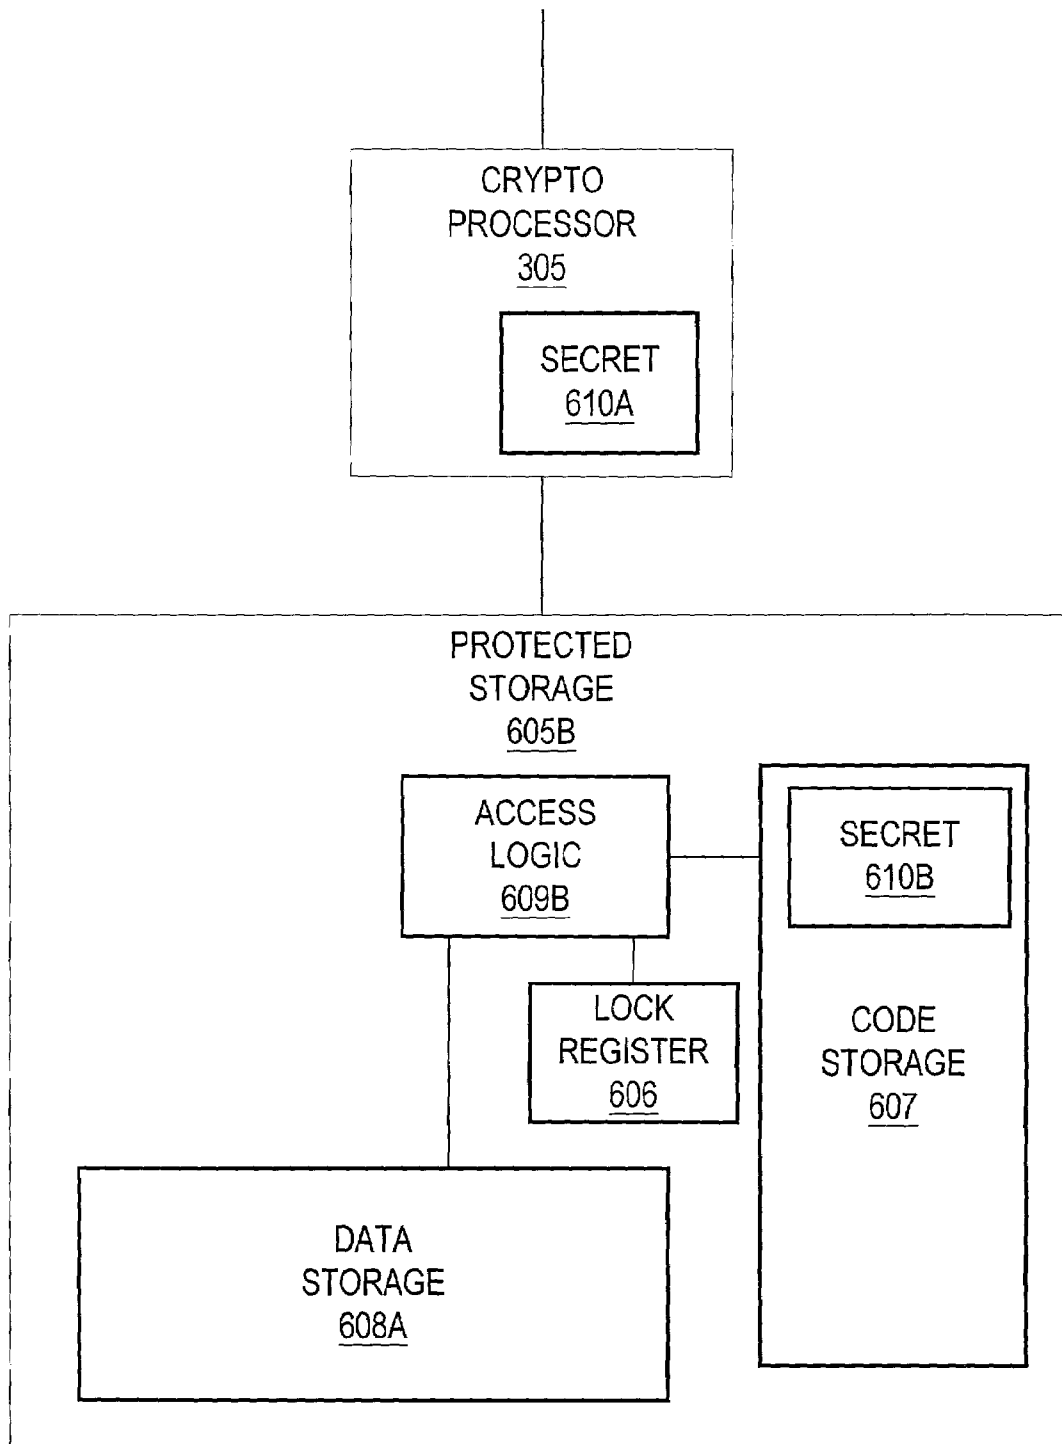 CRYPTO
PROCESSOR
305
SECRET
610A
PROTECTED
STORAGE
605B
ACCESS
LOGIC
609B
SECRET
610B
LOCK
REGISTER
606
CODE
STORAGE
607
DATA
STORAGE
608A